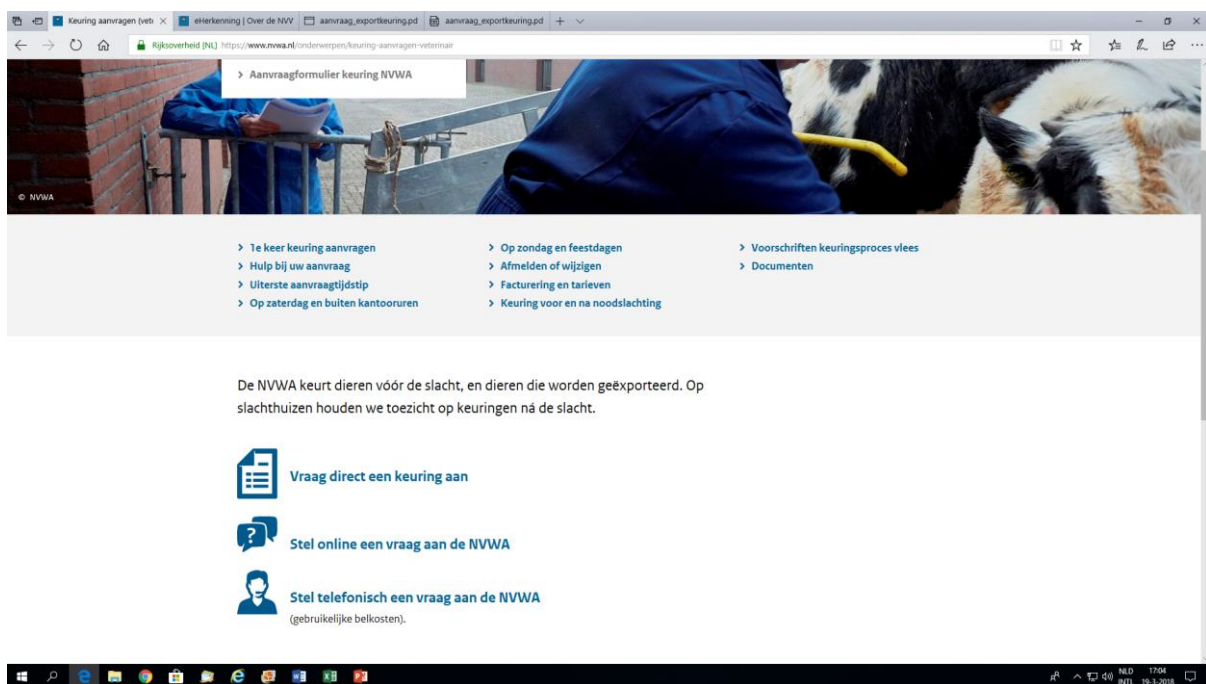 Keuring aanvragen (vete
eHerkenning | Over de NVV
aanvraag_exportkeuring.pd
aanvraag_exportkeuring.pd
Rijksoverheid [NL] https://www.nvwa.nl/onderwerpen/keuring-aanvragen-veterinair
> Aanvraagformulier keuring NVWA
© NVWA
> 1e keer keuring aanvragen
> Hulp bij uw aanvraag
> Uiterste aanvraagtijdstip
> Op zaterdag en buiten kantooruren
> Op zondag en feestdagen
> Afmelden of wijzigen
> Facturering en tarieven
> Keuring voor en na noodslachting
> Voorschriften keuringsproces vlees
> Documenten
De NVWA keurt dieren vóór de slacht, en dieren die worden geëxporteerd. Op
slachthuizen houden we toezicht op keuringen ná de slacht.
Vraag direct een keuring aan
Stel online een vraag aan de NVWA
Stel telefonisch een vraag aan de NVWA
(gebruikelijke belkosten).
NLD 17:04
INTL 19-3-2018